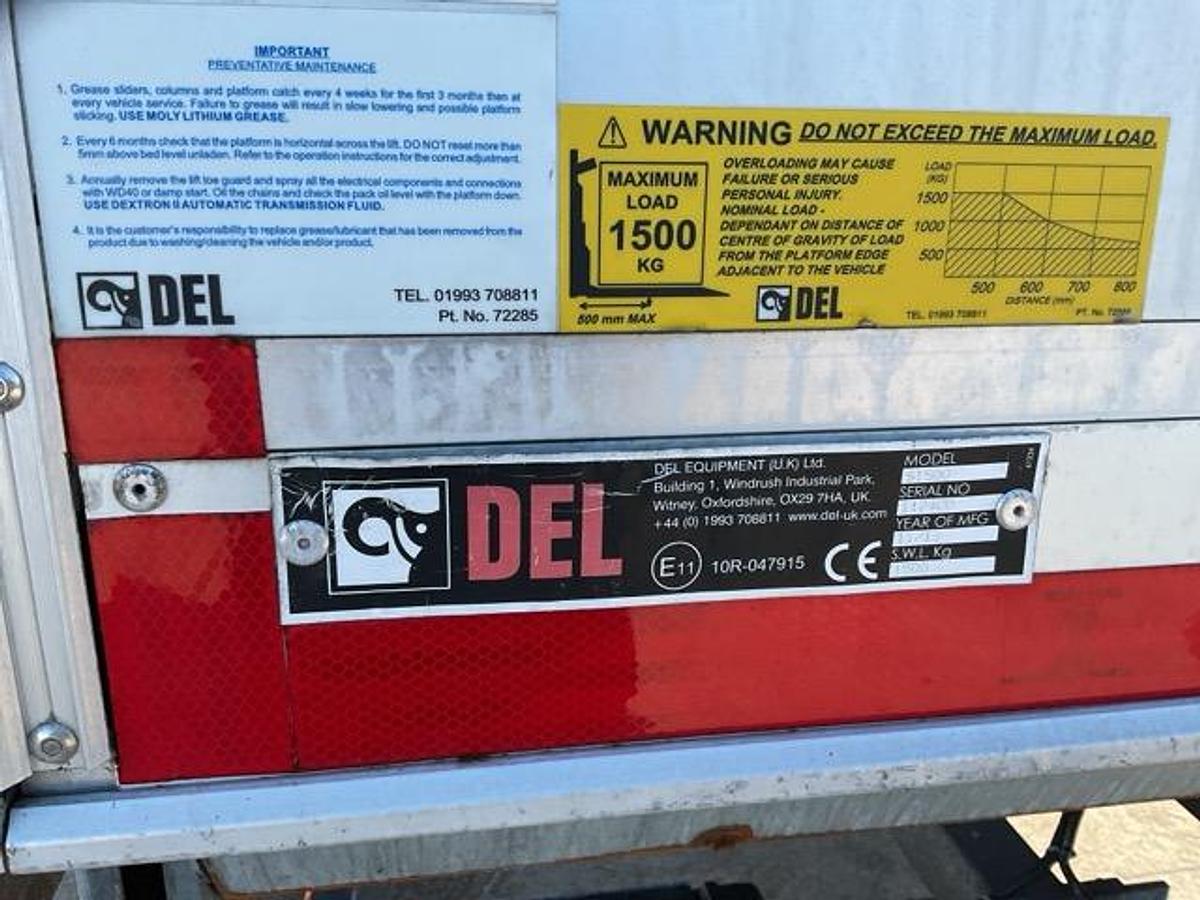 IMPORTANT
PREVENTATIVE MAINTENANCE
1. Grease sliders, columns and platform catch every 4 weeks for the first 3 months then at
every vehicle service. Failure to grease will result in slow lowering and possible platform
sticking. USE MOLY LITHIUM GREASE.
2. Every 6 months check that the platform is horizontal across the lift. DO NOT reset more than
5mm above bed level unladen. Refer to the operation instructions for the correct adjustment.
3. Annually remove the lift toe guard and spray all the electrical components and connections
with WD40 or damp start. Oil the chains and check the pack oil level with the platform down.
USE DEXTRON II AUTOMATIC TRANSMISSION FLUID.
4. It is the customer's responsibility to replace grease/lubricant that has been removed from the
product due to washing/cleaning the vehicle and/or product.
DEL
TEL. 01993 708811
Pt. No. 72285
WARNING DO NOT EXCEED THE MAXIMUM LOAD.
MAXIMUM
LOAD
1500
KG
500 mm MAX
OVERLOADING MAY CAUSE
FAILURE OR SERIOUS
PERSONAL INJURY.
NOMINAL LOAD -
DEPENDANT ON DISTANCE OF
CENTRE OF GRAVITY OF LOAD
FROM THE PLATFORM EDGE
ADJACENT TO THE VEHICLE
LOAD
(KG)
1500
1000
500
500 600 700 800
DISTANCE (mm)
DEL
TEL. 01993 708811
PT. No.
DEL
DEL EQUIPMENT (U.K) Ltd.
Building 1, Windrush Industrial Park,
Witney, Oxfordshire, OX29 7HA, UK.
+44 (0) 1993 708811 www.del-uk.com
E11 10R-047915 CE
MODEL
SERIAL NO
YEAR OF MFG
S.W.L. Kg
1500